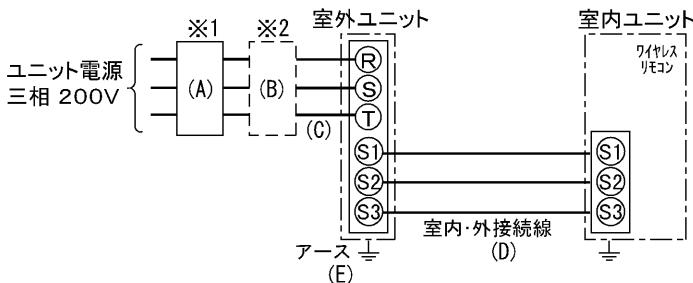 ※1
※2
室外ユニット
室内ユニット
ユニット電源
三相 200V
(A)
(B)
(C)
R
S
T
S1
S2
S3
ワイヤレス
リモコン
S1
S2
S3
室内・外接続線
(D)
アース
(E)